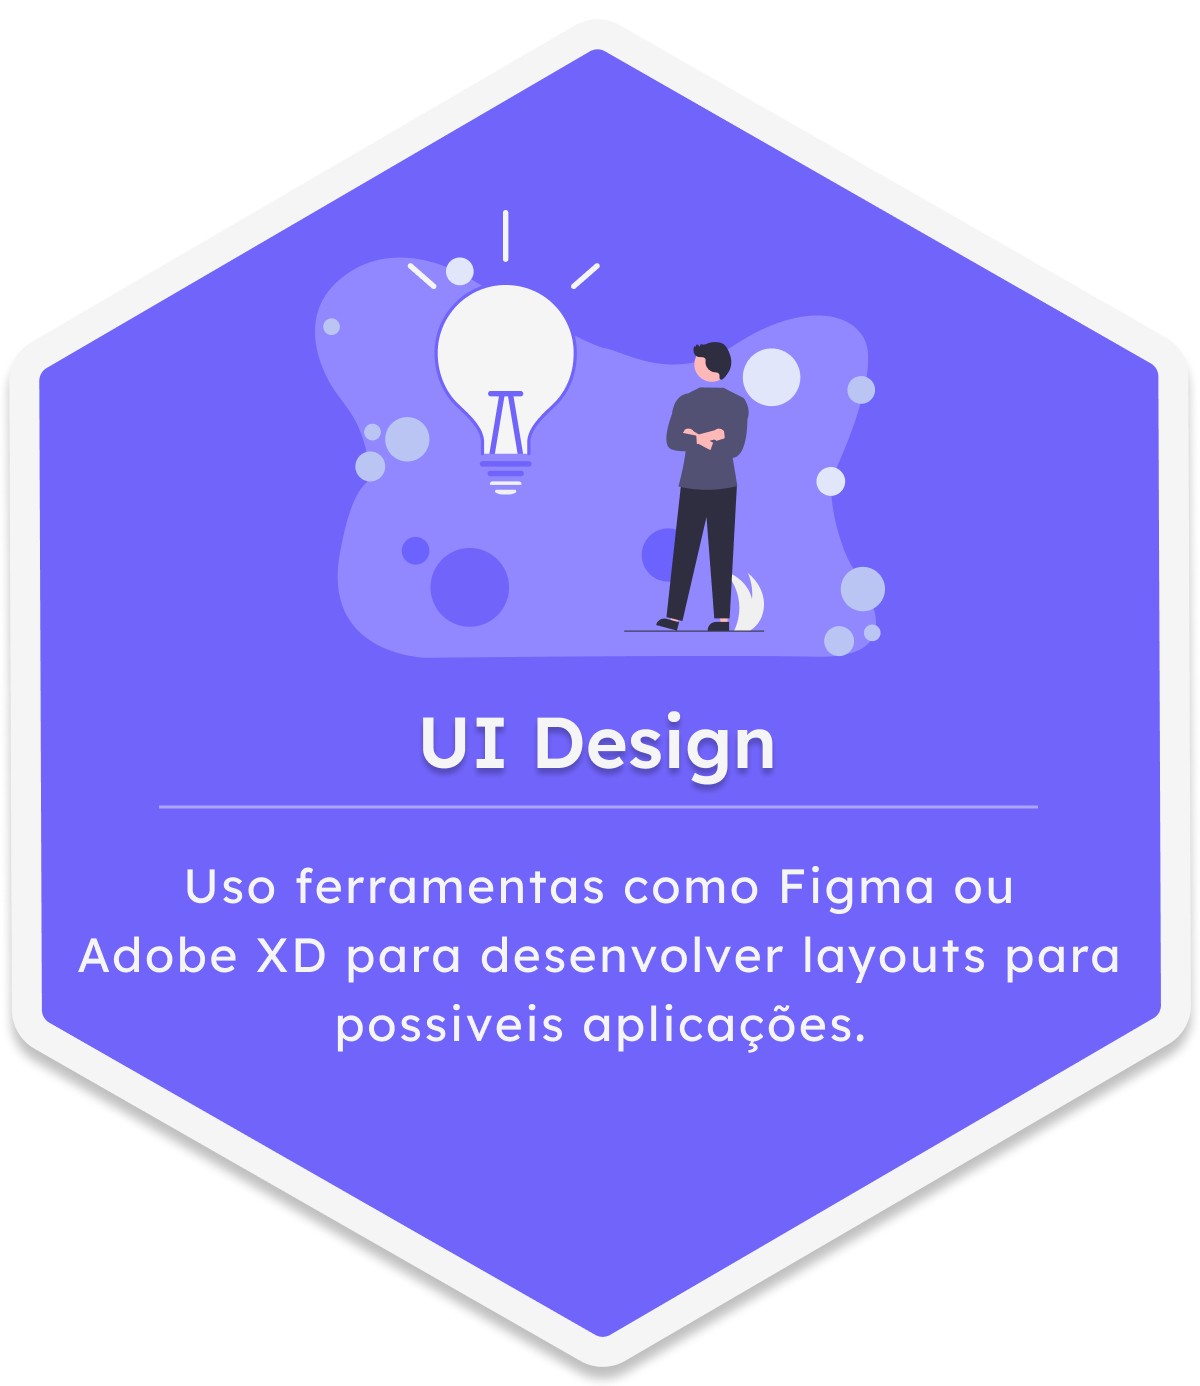 UI Design
Uso ferramentas como Figma ou
Adobe XD para desenvolver layouts para
possiveis aplicações.